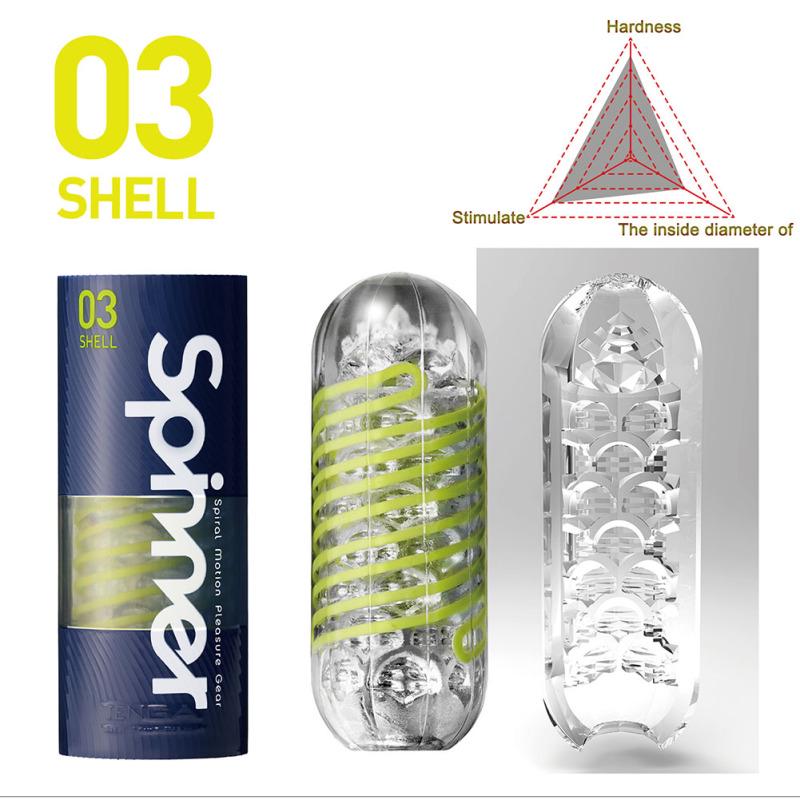 03
SHELL
Hardness
Stimulate
The inside diameter of
03
SHELL
Spinner
Spiral Motion Pleasure Gear
TENGA